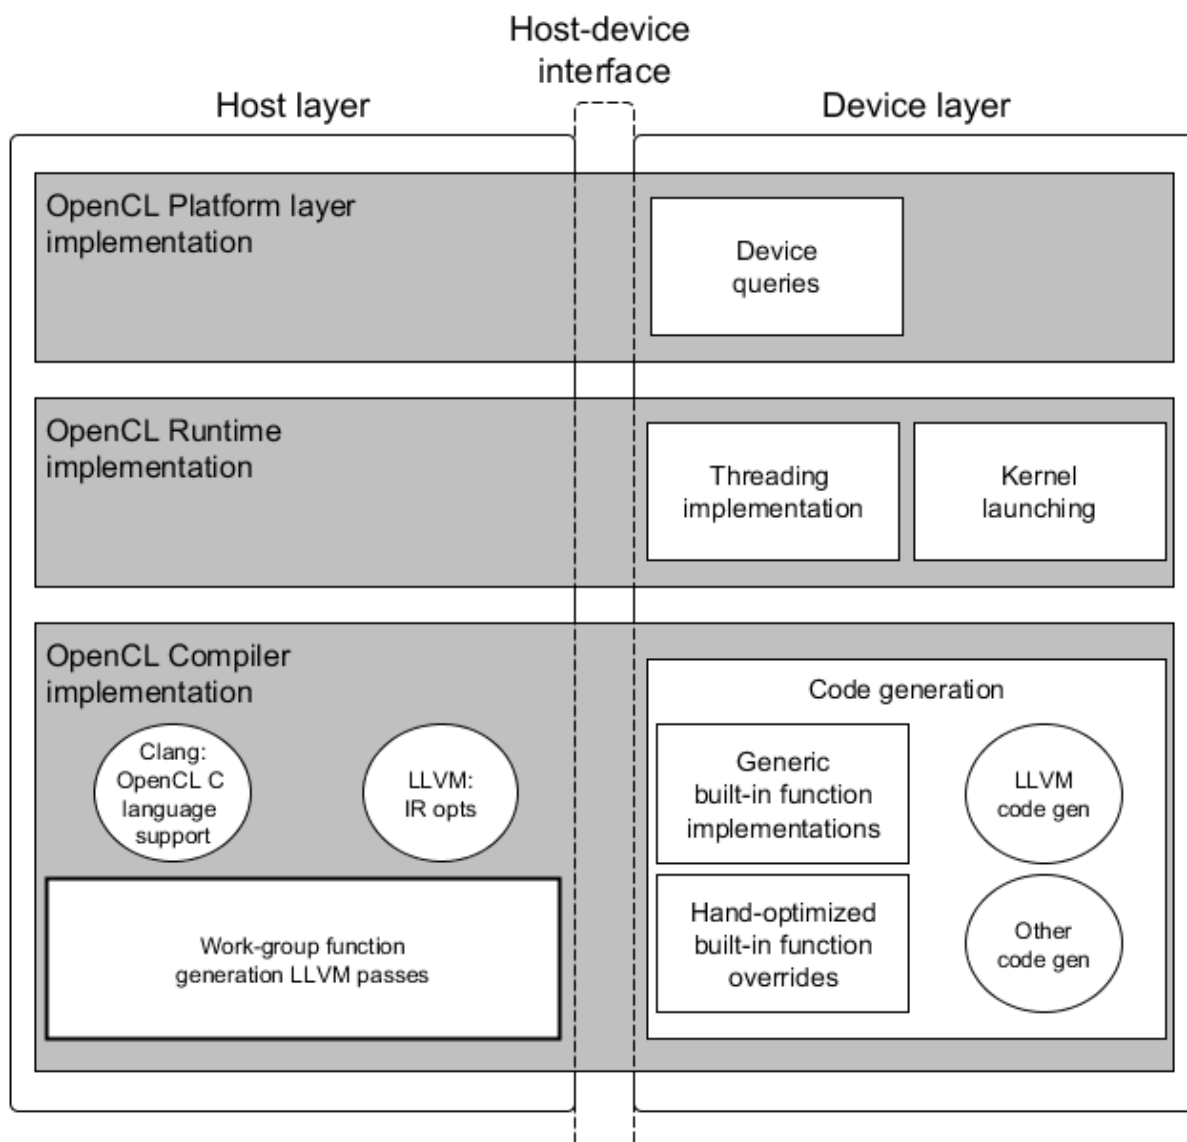 Host-device
interface
Host layer
Device layer
OpenCL Platform layer
implementation
Device
queries
OpenCL Runtime
implementation
Threading
implementation
Kernel
launching
OpenCL Compiler
implementation
Code generation
Clang:
OpenCL C
language
support
LLVM:
IR opts
Generic
built-in function
implementations
LLVM
code gen
Work-group function
generation LLVM passes
Hand-optimized
built-in function
overrides
Other
code gen